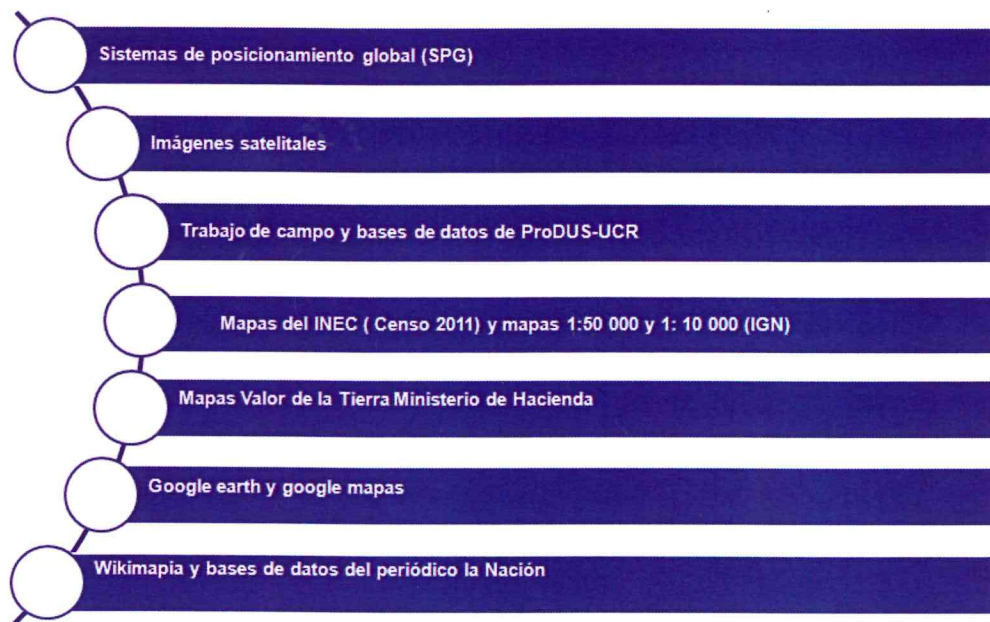 Sistemas de posicionamiento global (SPG)
Imágenes satelitales
Trabajo de campo y bases de datos de ProDUS-UCR
Mapas del INEC ( Censo 2011) y mapas 1:50 000 y 1: 10 000 (IGN)
Mapas Valor de la Tierra Ministerio de Hacienda
Google earth y google mapas
Wikimapia y bases de datos del periódico la Nación